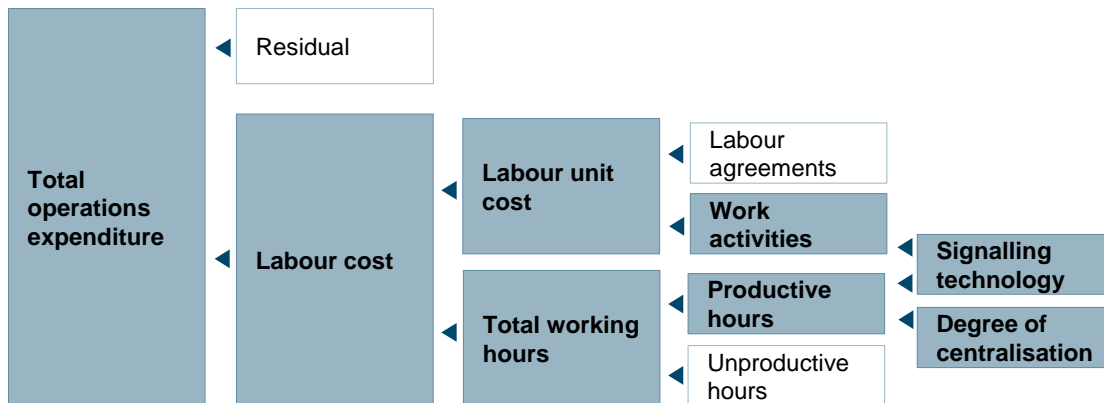 Total
operations
expenditure
Residual
Labour cost
Labour unit
cost
Total working
hours
Labour
agreements
Work
activities
Productive
hours
Unproductive
hours
Signalling
technology
Degree of
centralisation